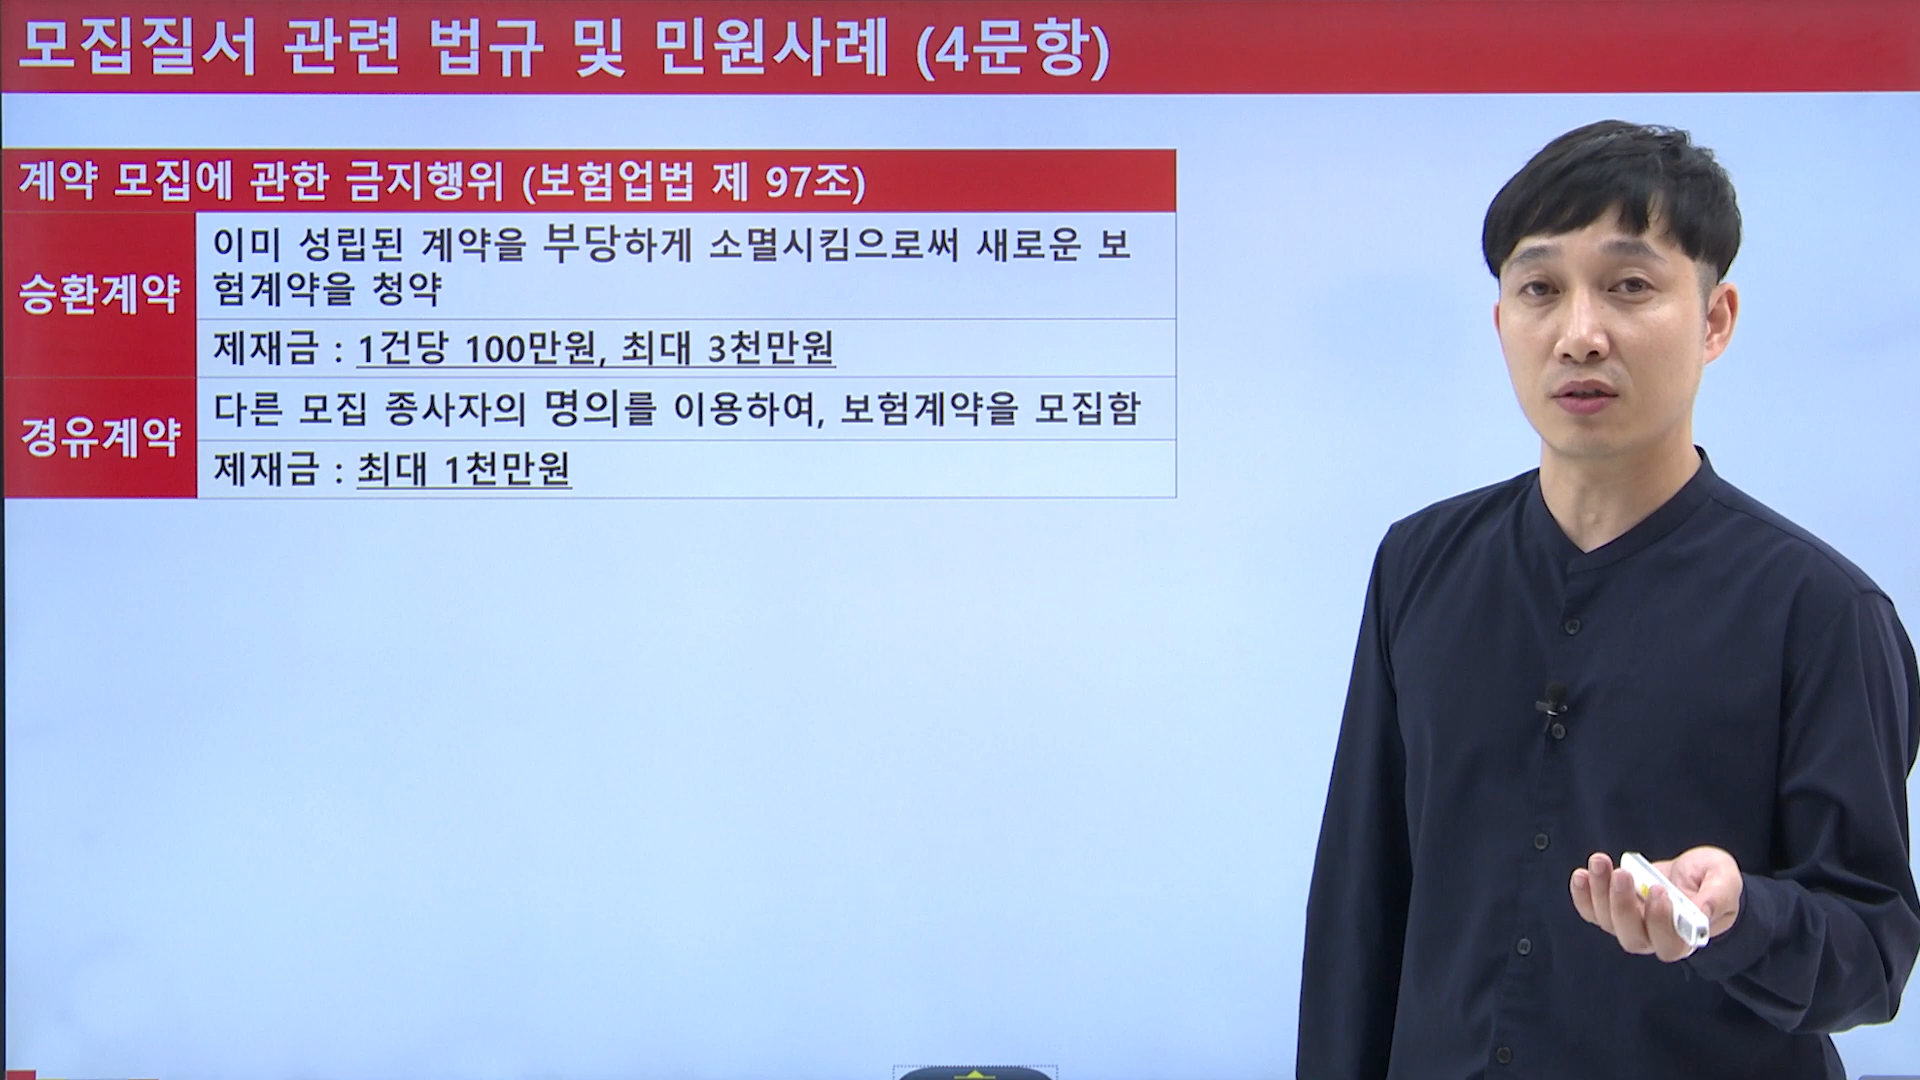 모집질서 관련 법규 및 민원사례 (4문항)
계약 모집에 관한 금지행위 (보험업법 제 97조)
승환계약
이미 성립된 계약을 부당하게 소멸시킴으로써 새로운 보
험계약을 청약
제재금 : 1건당 100만원, 최대 3천만원
경유계약
다른 모집 종사자의 명의를 이용하여, 보험계약을 모집함
제재금 : 최대 1천만원